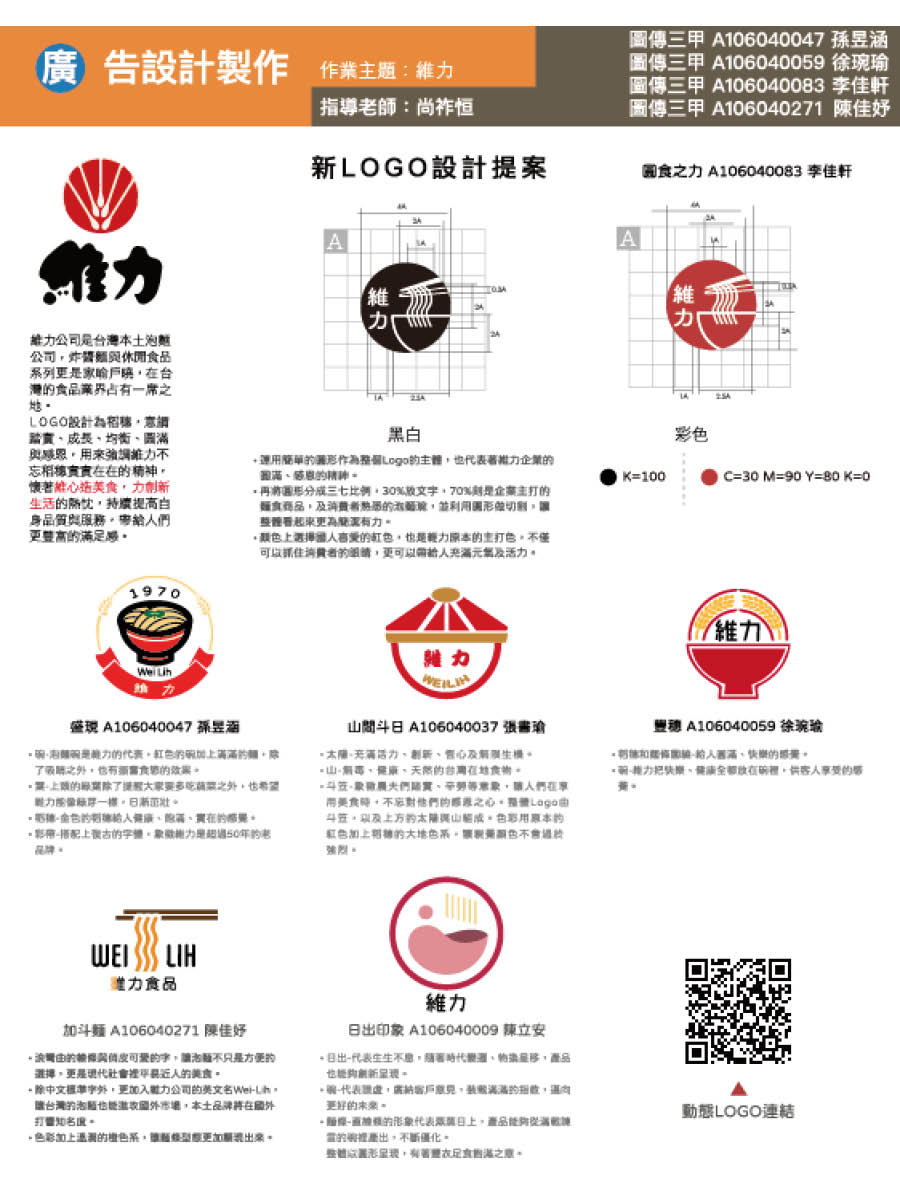 廣告設計製作
作業主題：維力
指導老師：尚祚恒
圖傳三甲 A106040047 孫昱涵
圖傳三甲 A106040059 徐琬瑜
圖傳三甲 A106040083 李佳軒
圖傳三甲 A106040271 陳佳妤
維力
維力公司是台灣本土泡麵
公司，炸醬麵與休閒食品
系列更是家喻戶曉，在台
灣的食品業界占有一席之
地。
LOGO設計為稻穗，意謂
踏實、成長、均衡、圓滿
與感恩，用來強調維力不
忘稻穗實實在在的精神，
懷著維心造美食，力創新
生活的熱忱，持續提高自
身品質與服務，帶給人們
更豐富的滿足感。
新LOGO設計提案
圓食之力 A106040083 李佳軒
4A
2A
A
1A
維
力
0.3A
2A
2A
1A
2.5A
黑白
4A
2A
A
1A
維
力
0.3A
2A
2A
1A
2.5A
彩色
K=100
C=30 M=90 Y=80 K=0
・運用簡單的圓形作為整個Logo的主體，也代表著維力企業的
圓滿、感恩的精神。
・再將圓形分成三七比例，30%放文字，70%則是企業主打的
麵食商品，及消費者熟悉的泡麵碗，並利用圓形做切割，讓
整體看起來更為簡潔有力。
・顏色上選擇國人喜愛的紅色，也是維力原本的主打色，不僅
可以抓住消費者的眼睛，更可以帶給人充滿元氣及活力。
1970
Wei Lih
維 力
盛現 A106040047 孫昱涵
・碗-泡麵碗是維力的代表，紅色的碗加上滿滿的麵，除
了吸睛之外，也有振奮食慾的效果。
・葉-上頭的綠葉除了提醒大家要多吃蔬菜之外，也希望
維力能像綠芽一樣，日漸茁壯。
・稻穗-金色的稻穗給人健康、飽滿、實在的感覺。
・彩帶-搭配上復古的字體，象徵維力是超過50年的老
品牌。
維 力
WEILIH
山間斗日 A106040037 張書瑜
・太陽-充滿活力、創新、恆心及無限生機。
・山-無毒、健康、天然的台灣在地食物。
・斗笠-象徵農夫們踏實、辛勞等意象，讓人們在享
用美食時，不忘對他們的感恩之心。整體Logo由
斗笠，以及上方的太陽與山組成。色彩用原本的
紅色加上稻穗的大地色系，讓視覺顏色不會過於
強烈。
維力
豐穗 A106040059 徐琬瑜
・稻穗和麵條圍繞-給人圓滿、快樂的感覺。
・碗-維力把快樂、健康全都放在碗裡，供客人享受的感
覺。
WEI LIH
維力食品
加斗麵 A106040271 陳佳妤
・波彎曲的線條與俏皮可愛的字，讓泡麵不只是方便的
選擇，更是現代社會裡平易近人的美食。
・除中文標準字外，更加入維力公司的英文名Wei-Lih，
讓台灣的泡麵也能進攻國外市場，本土品牌將在國外
打響知名度。
・色彩加上溫潤的橙色系，讓麵條型態更加顯現出來。
維力
日出印象 A106040009 陳立安
・日出-代表生生不息，隨著時代變遷、物換星移，產品
也能夠創新呈現。
・碗-代表謙虛，廣納客戶意見，裝載滿滿的指教，邁向
更好的未來。
・麵條-直線條的形象代表蒸蒸日上，產品能夠從滿載諫
言的碗裡產出，不斷優化。
整體以圓形呈現，有著豐衣足食飽滿之意。
動態LOGO連結